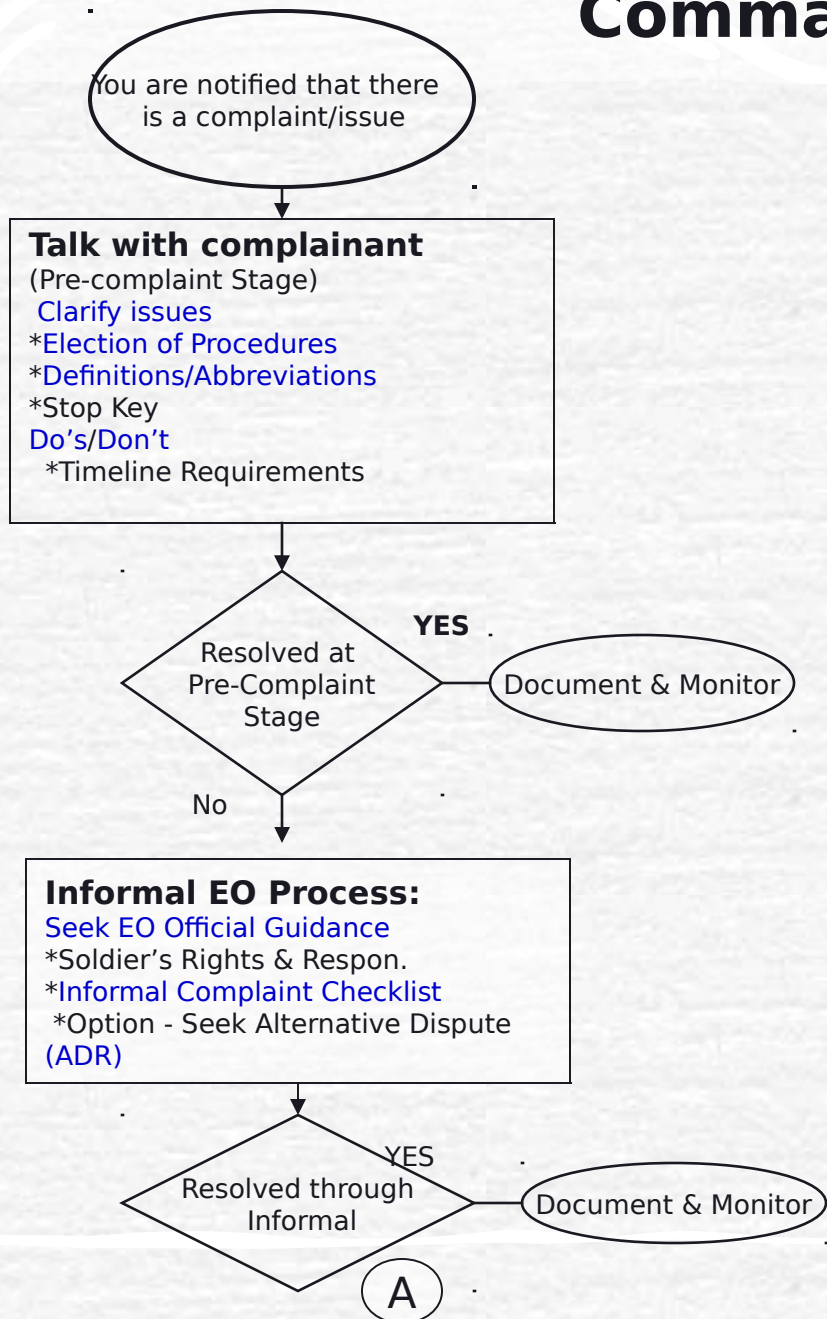 Comma
You are notified that there
is a complaint/issue
Talk with complainant
(Pre-complaint Stage)
Clarify issues
*Election of Procedures
*Definitions/Abbreviations
*Stop Key
Do’s/Don’t
*Timeline Requirements
YES
Resolved at
Pre-Complaint
Stage
Document & Monitor
No
Informal EO Process:
Seek EO Official Guidance
*Soldier’s Rights & Respon.
*Informal Complaint Checklist
*Option - Seek Alternative Dispute
(ADR)
YES
Resolved through
Informal
Document & Monitor
A